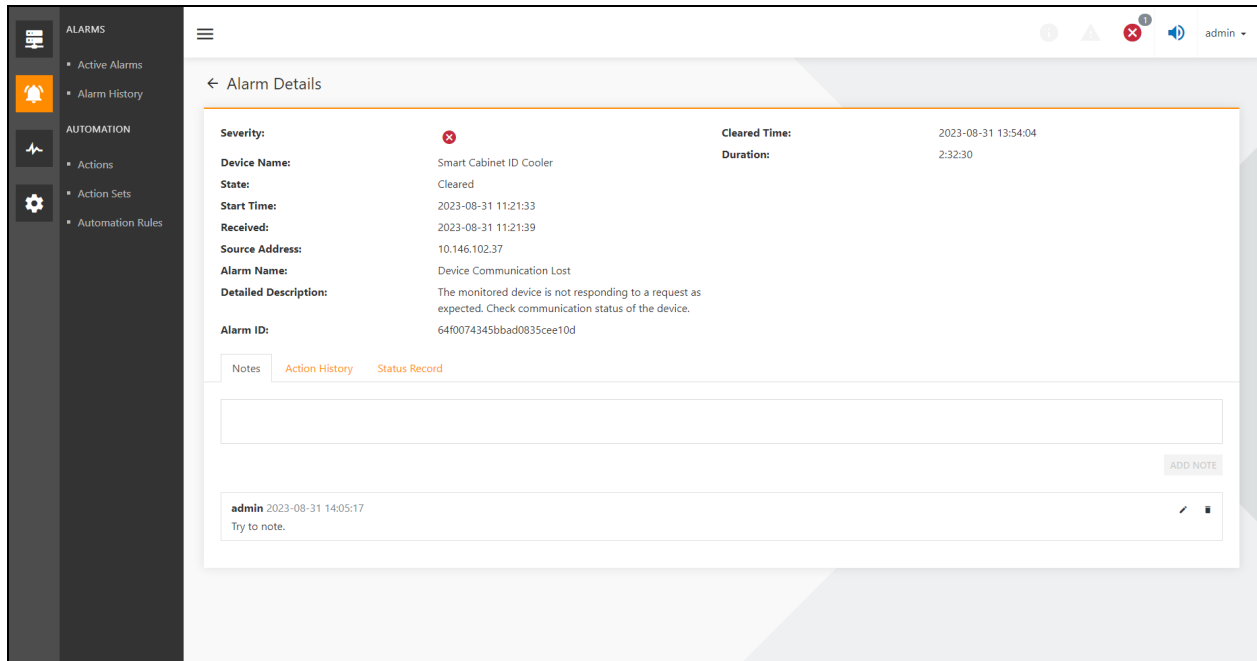 ALARMS
Active Alarms
Alarm History
AUTOMATION
Actions
Action Sets
Automation Rules
1
admin
Alarm Details
Severity:
Device Name: Smart Cabinet ID Cooler
State: Cleared
Start Time: 2023-08-31 11:21:33
Received: 2023-08-31 11:21:39
Source Address: 10.146.102.37
Alarm Name: Device Communication Lost
Detailed Description: The monitored device is not responding to a request as
expected. Check communication status of the device.
Alarm ID: 64f0074345bbad0835cee10d
Cleared Time: 2023-08-31 13:54:04
Duration: 2:32:30
Notes Action History Status Record
ADD NOTE
admin 2023-08-31 14:05:17
Try to note.